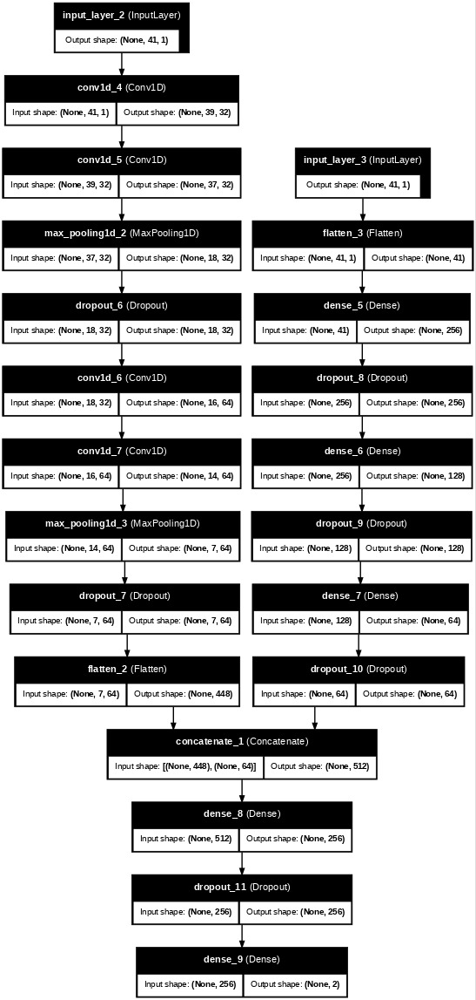 input_layer_2 (InputLayer)
Output shape: (None, 41, 1)
conv1d_4 (Conv1D)
Input shape: (None, 41, 1) Output shape: (None, 39, 32)
conv1d_5 (Conv1D)
Input shape: (None, 39, 32) Output shape: (None, 37, 32)
max_pooling1d_2 (MaxPooling1D)
Input shape: (None, 37, 32) Output shape: (None, 18, 32)
dropout_6 (Dropout)
Input shape: (None, 18, 32) Output shape: (None, 18, 32)
conv1d_6 (Conv1D)
Input shape: (None, 18, 32) Output shape: (None, 16, 64)
conv1d_7 (Conv1D)
Input shape: (None, 16, 64) Output shape: (None, 14, 64)
max_pooling1d_3 (MaxPooling1D)
Input shape: (None, 14, 64) Output shape: (None, 7, 64)
dropout_7 (Dropout)
Input shape: (None, 7, 64) Output shape: (None, 7, 64)
flatten_2 (Flatten)
Input shape: (None, 7, 64) Output shape: (None, 448)
input_layer_3 (InputLayer)
Output shape: (None, 41, 1)
flatten_3 (Flatten)
Input shape: (None, 41, 1) Output shape: (None, 41)
dense_5 (Dense)
Input shape: (None, 41) Output shape: (None, 256)
dropout_8 (Dropout)
Input shape: (None, 256) Output shape: (None, 256)
dense_6 (Dense)
Input shape: (None, 256) Output shape: (None, 128)
dropout_9 (Dropout)
Input shape: (None, 128) Output shape: (None, 128)
dense_7 (Dense)
Input shape: (None, 128) Output shape: (None, 64)
dropout_10 (Dropout)
Input shape: (None, 64) Output shape: (None, 64)
concatenate_1 (Concatenate)
Input shape: [(None, 448), (None, 64)] Output shape: (None, 512)
dense_8 (Dense)
Input shape: (None, 512) Output shape: (None, 256)
dropout_11 (Dropout)
Input shape: (None, 256) Output shape: (None, 256)
dense_9 (Dense)
Input shape: (None, 256) Output shape: (None, 2)